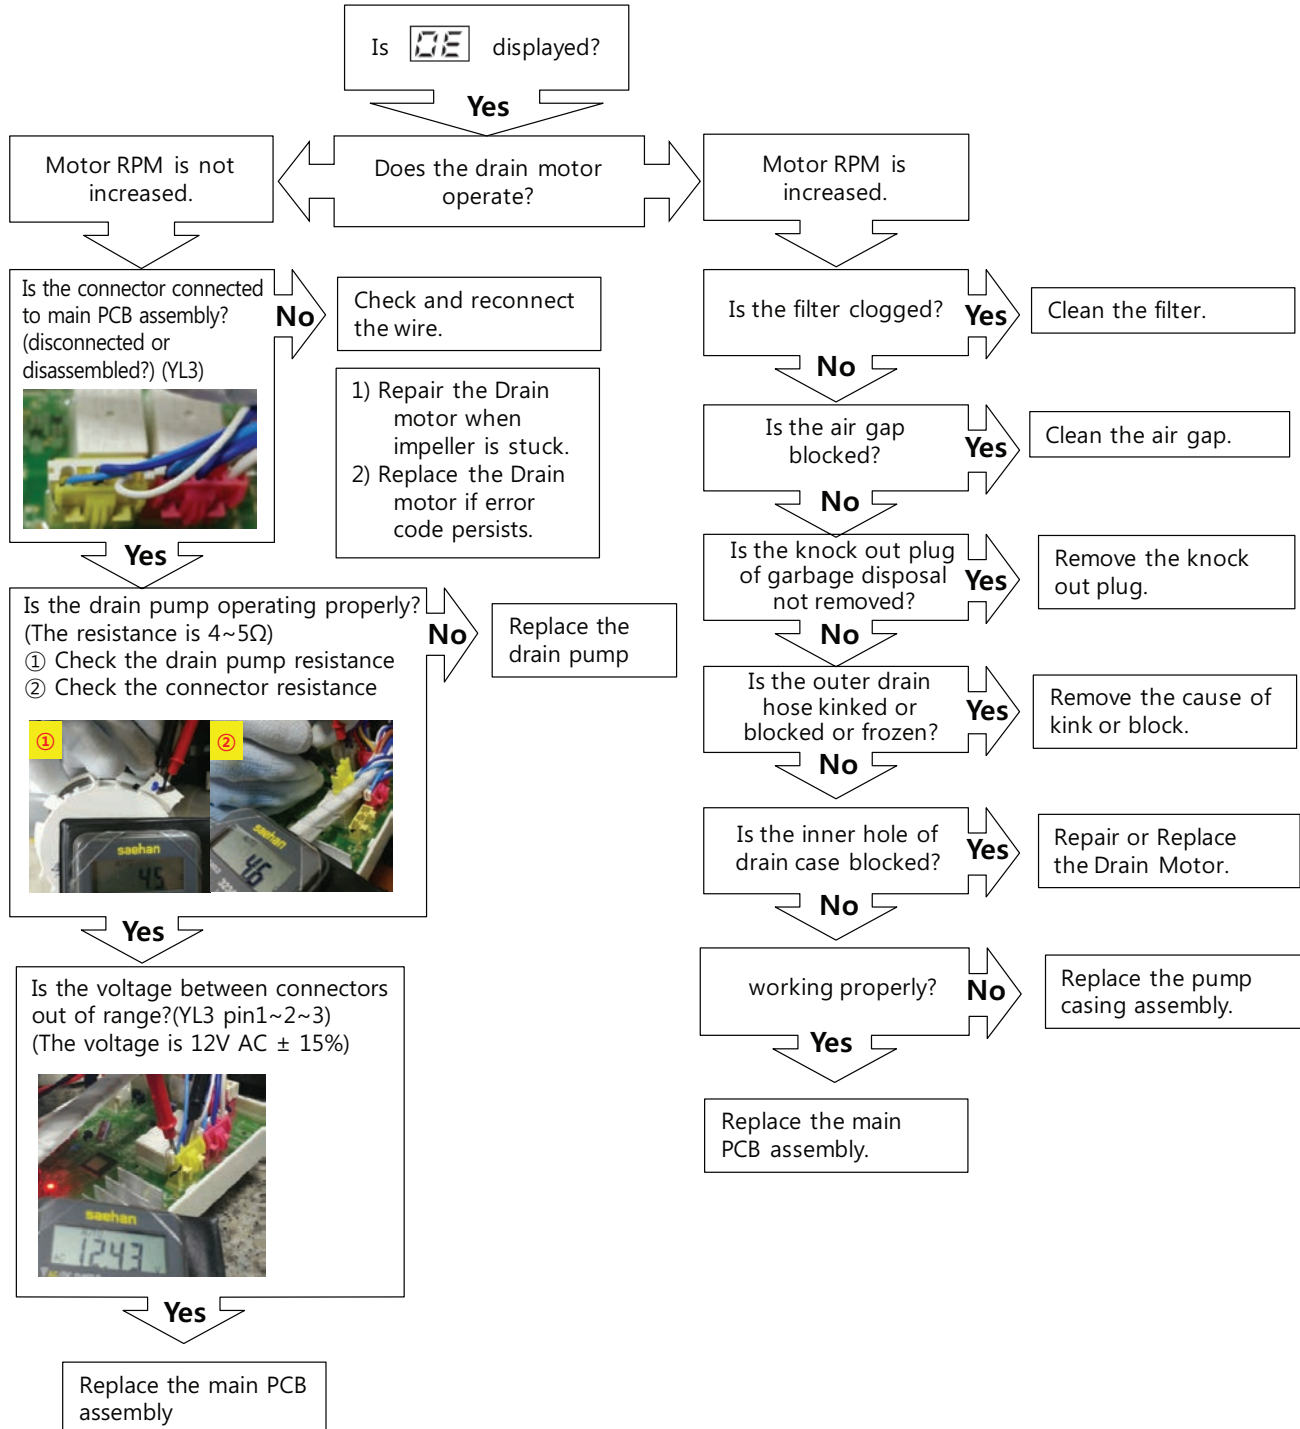 Is OE displayed?
Yes
Motor RPM is not
increased.
Does the drain motor
operate?
Motor RPM is
increased.
Is the connector connected
to main PCB assembly?
(disconnected or
disassembled?) (YL3)
No
Check and reconnect
the wire.
1) Repair the Drain
motor when
impeller is stuck.
2) Replace the Drain
motor if error
code persists.
Yes
Is the drain pump operating properly?
(The resistance is 4~5Ω)
① Check the drain pump resistance
② Check the connector resistance
No
Replace the
drain pump
①
②
saehan
4.5
saehan
4.6
Yes
Is the voltage between connectors
out of range?(YL3 pin1~2~3)
(The voltage is 12V AC ± 15%)
saehan
AUTO
AC
12.43
V
Yes
Replace the main PCB
assembly
Is the filter clogged?
Yes
Clean the filter.
No
Is the air gap
blocked?
Yes
Clean the air gap.
No
Is the knock out plug
of garbage disposal
not removed?
Yes
Remove the knock
out plug.
No
Is the outer drain
hose kinked or
blocked or frozen?
Yes
Remove the cause of
kink or block.
No
Is the inner hole of
drain case blocked?
Yes
Repair or Replace
the Drain Motor.
No
working properly?
No
Replace the pump
casing assembly.
Yes
Replace the main
PCB assembly.